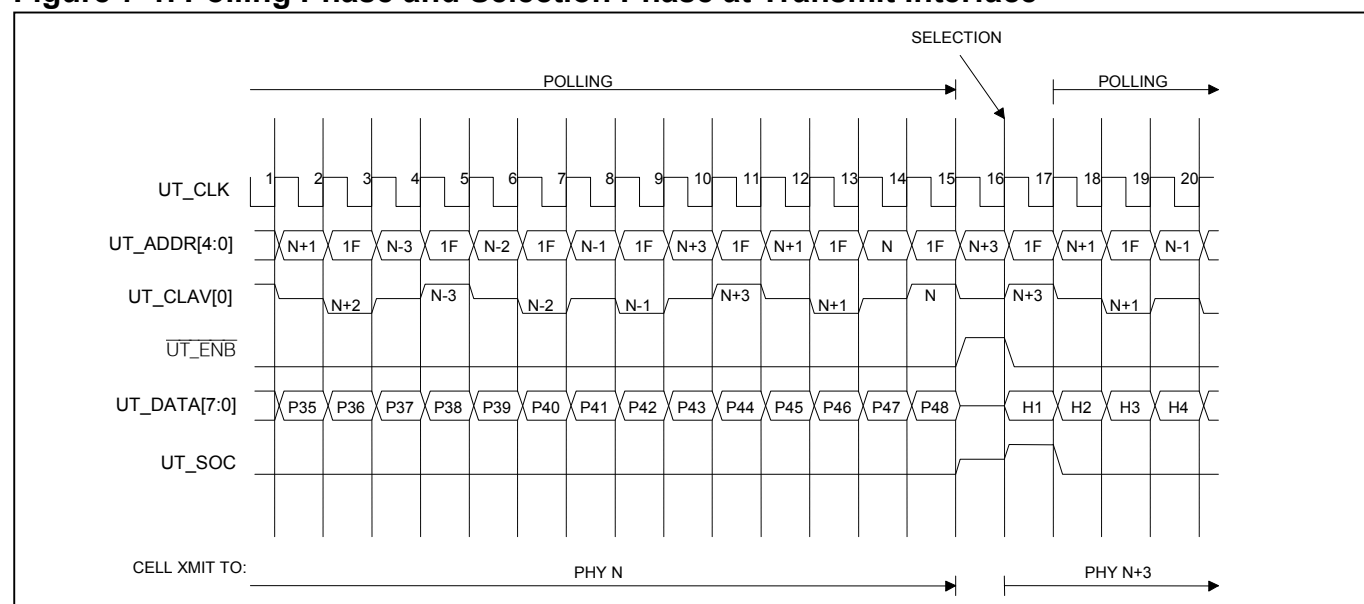 Figure Polling Phase and Selection Phase at Transmit Interface
SELECTION
POLLING POLLING
1 2 3 4 5 6 7 8 9 10 11 12 13 14 15 16 17 18 19 20
UT_CLK
UT_ADDR[4:0] N+1 1F N-3 1F N-2 1F N-1 1F N+3 1F N+1 1F N 1F N+3 1F N+1 1F N-1
UT_CLAV[0] N+2 N-3 N-2 N-1 N+3 N+1 N N+3 N+1
UT_ENB
UT_DATA[7:0] P35 P36 P37 P38 P39 P40 P41 P42 P43 P44 P45 P46 P47 P48 H1 H2 H3 H4
UT_SOC
CELL XMIT TO: PHY N PHY N+3